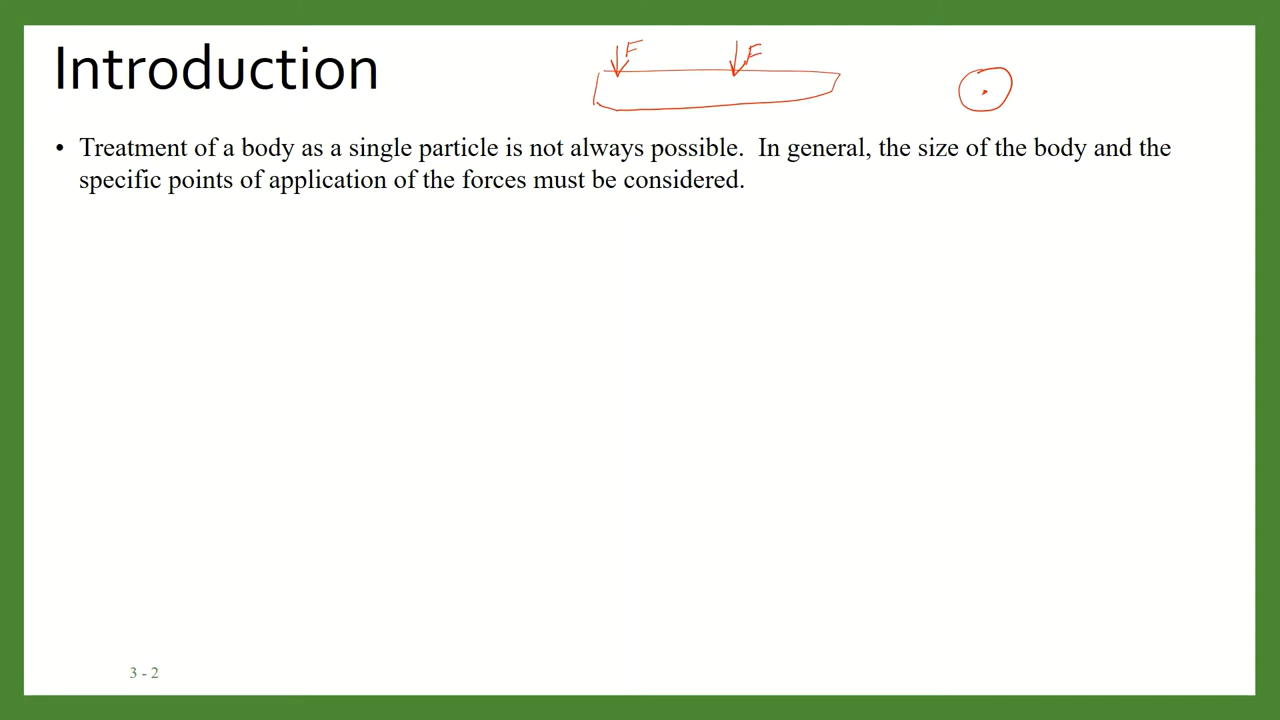 Introduction
F F
• Treatment of a body as a single particle is not always possible.  In general, the size of the body and the
specific points of application of the forces must be considered.
3 - 2